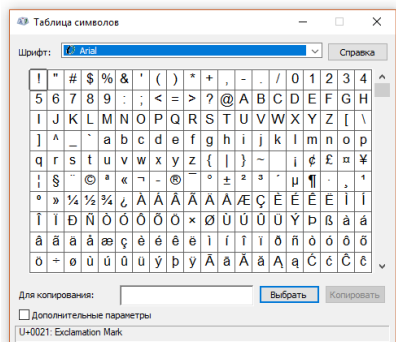 Таблица символов
Шрифт: Arial Справка
! " # $ % & ' ( ) * + , - . / 0 1 2 3 4
5 6 7 8 9 : ; < = > ? @ A B C D E F G H
I J K L M N O P Q R S T U V W X Y Z [ \
] ^ _ ` a b c d e f g h i j k l m n o p
q r s t u v w x y z { | } ~ ¡ ¢ £ ¤ ¥
¦ § ¨ © ª « ¬ - ® ¯ ° ± ² ³ ´ µ ¶ · ¸ ¹
º » ¼ ½ ¾ ¿ À Á Â Ã Ä Å Æ Ç È É Ê Ë Ì Í
Î Ï Ð Ñ Ò Ó Ô Õ Ö × Ø Ù Ú Û Ü Ý Þ ß à á
â ã ä å æ ç è é ê ë ì í î ï ð ñ ò ó ô õ
ö ÷ ø ù ú û ü ý þ ÿ Ā ā Ă ă Ą ą Ć ć Ĉ ĉ
Для копирования: Выбрать Копировать
Дополнительные параметры
U+0021: Exclamation Mark